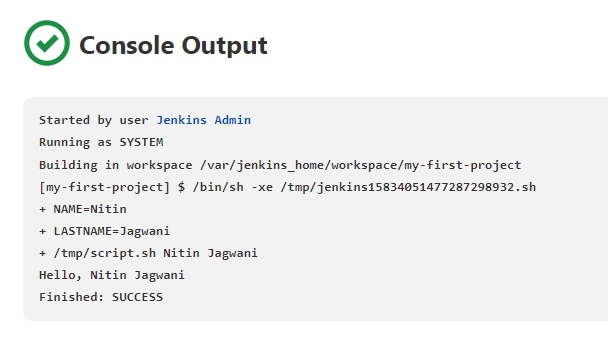 Console Output
Started by user Jenkins Admin
Running as SYSTEM
Building in workspace /var/jenkins_home/workspace/my-first-project
[my-first-project] $ /bin/sh -xe /tmp/jenkins15834051477287298932.sh
+ NAME=Nitin
+ LASTNAME=Jagwani
+ /tmp/script.sh Nitin Jagwani
Hello, Nitin Jagwani
Finished: SUCCESS